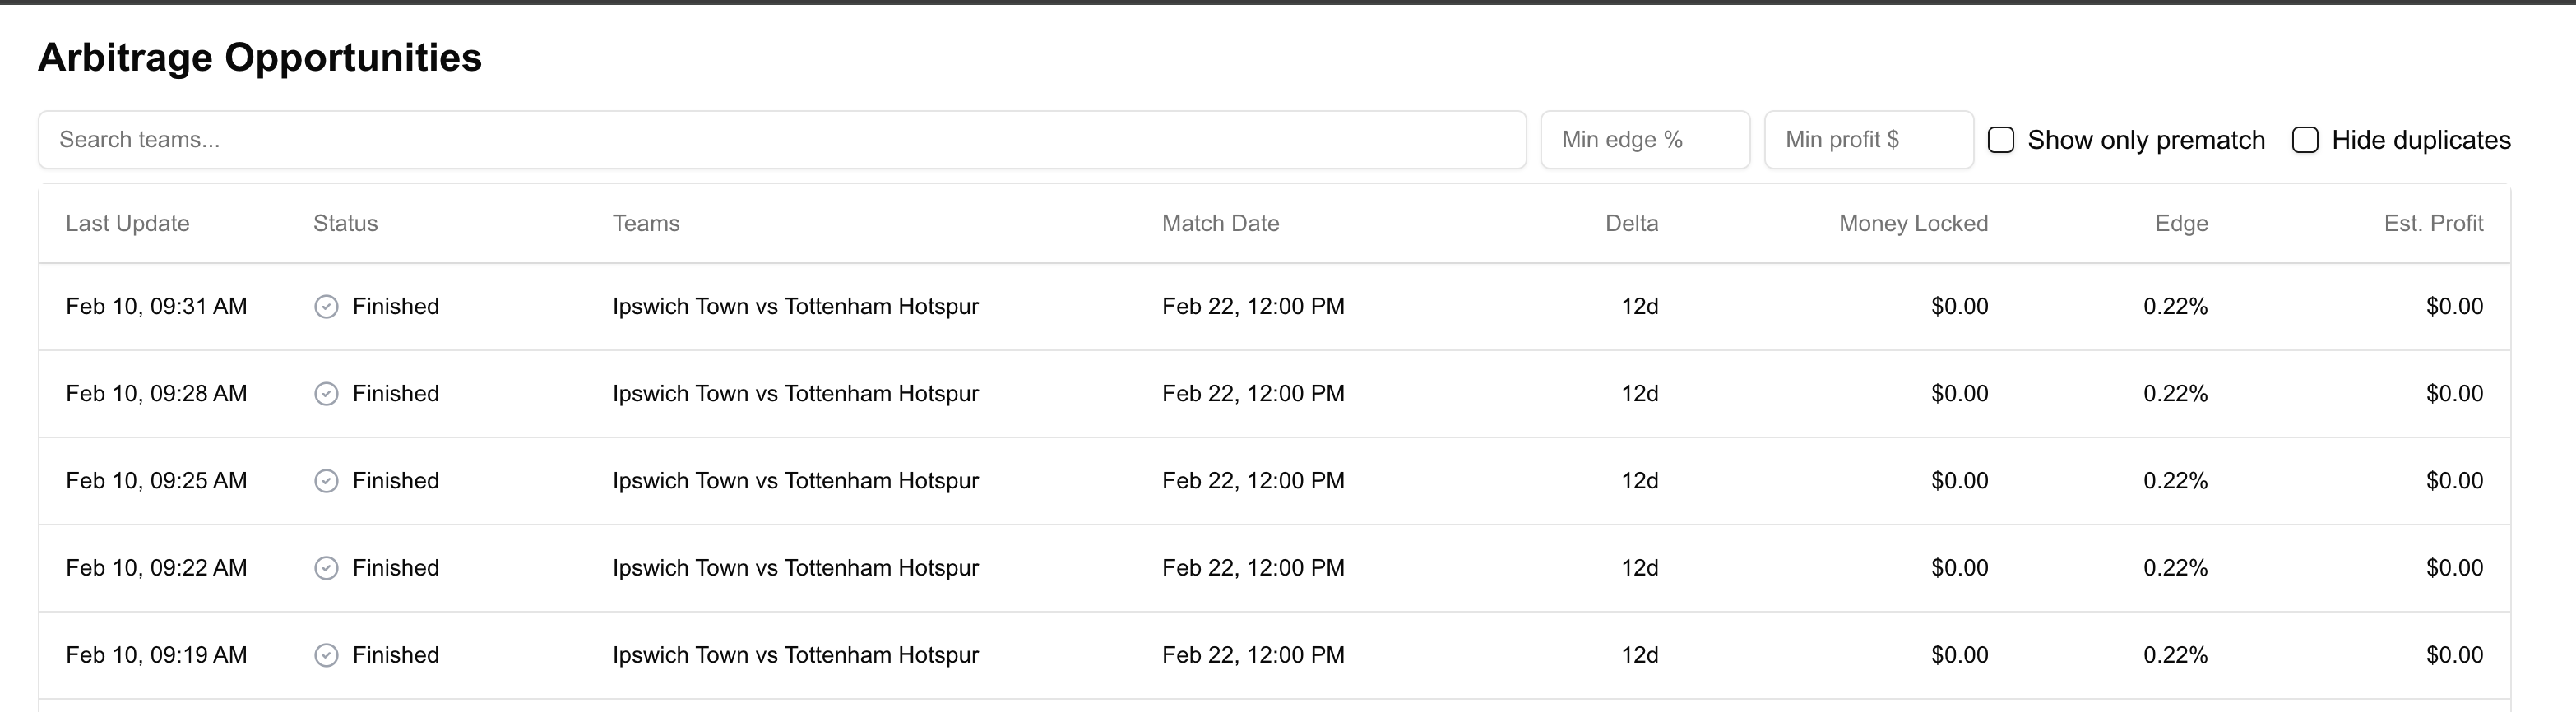 Arbitrage Opportunities
Search teams... Min edge % Min profit $ Show only prematch Hide duplicates
Last Update Status Teams Match Date Delta Money Locked Edge Est. Profit
Feb 10, 09:31 AM Finished Ipswich Town vs Tottenham Hotspur Feb 22, 12:00 PM 12d $0.00 0.22% $0.00
Feb 10, 09:28 AM Finished Ipswich Town vs Tottenham Hotspur Feb 22, 12:00 PM 12d $0.00 0.22% $0.00
Feb 10, 09:25 AM Finished Ipswich Town vs Tottenham Hotspur Feb 22, 12:00 PM 12d $0.00 0.22% $0.00
Feb 10, 09:22 AM Finished Ipswich Town vs Tottenham Hotspur Feb 22, 12:00 PM 12d $0.00 0.22% $0.00
Feb 10, 09:19 AM Finished Ipswich Town vs Tottenham Hotspur Feb 22, 12:00 PM 12d $0.00 0.22% $0.00